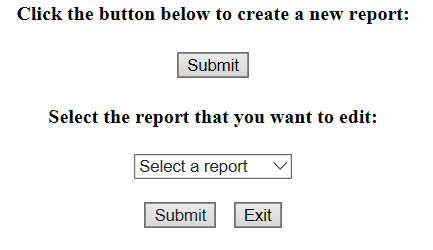 Click the button below to create a new report:
Submit
Select the report that you want to edit:
Select a report
Submit Exit